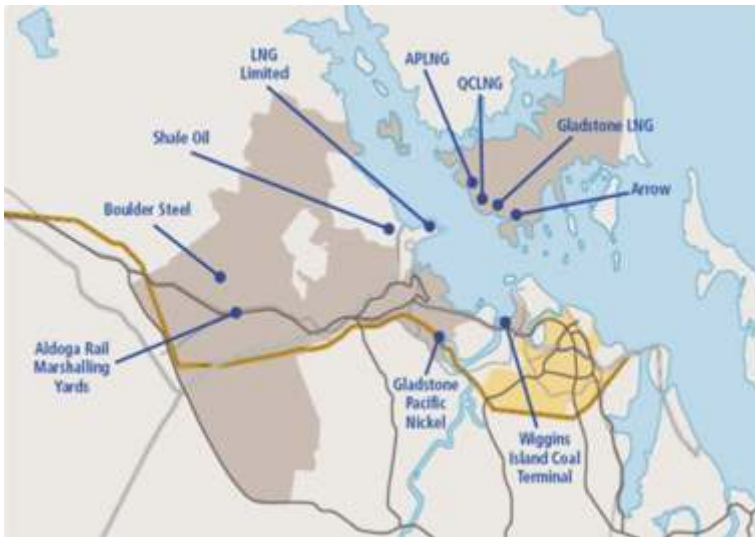 LNG
Limited
APLNG
QCLNG
Gladstone LNG
Shale Oil
Arrow
Boulder Steel
Aldoga Rail
Marshalling
Yards
Gladstone
Pacific
Nickel
Wiggins
Island Coal
Terminal